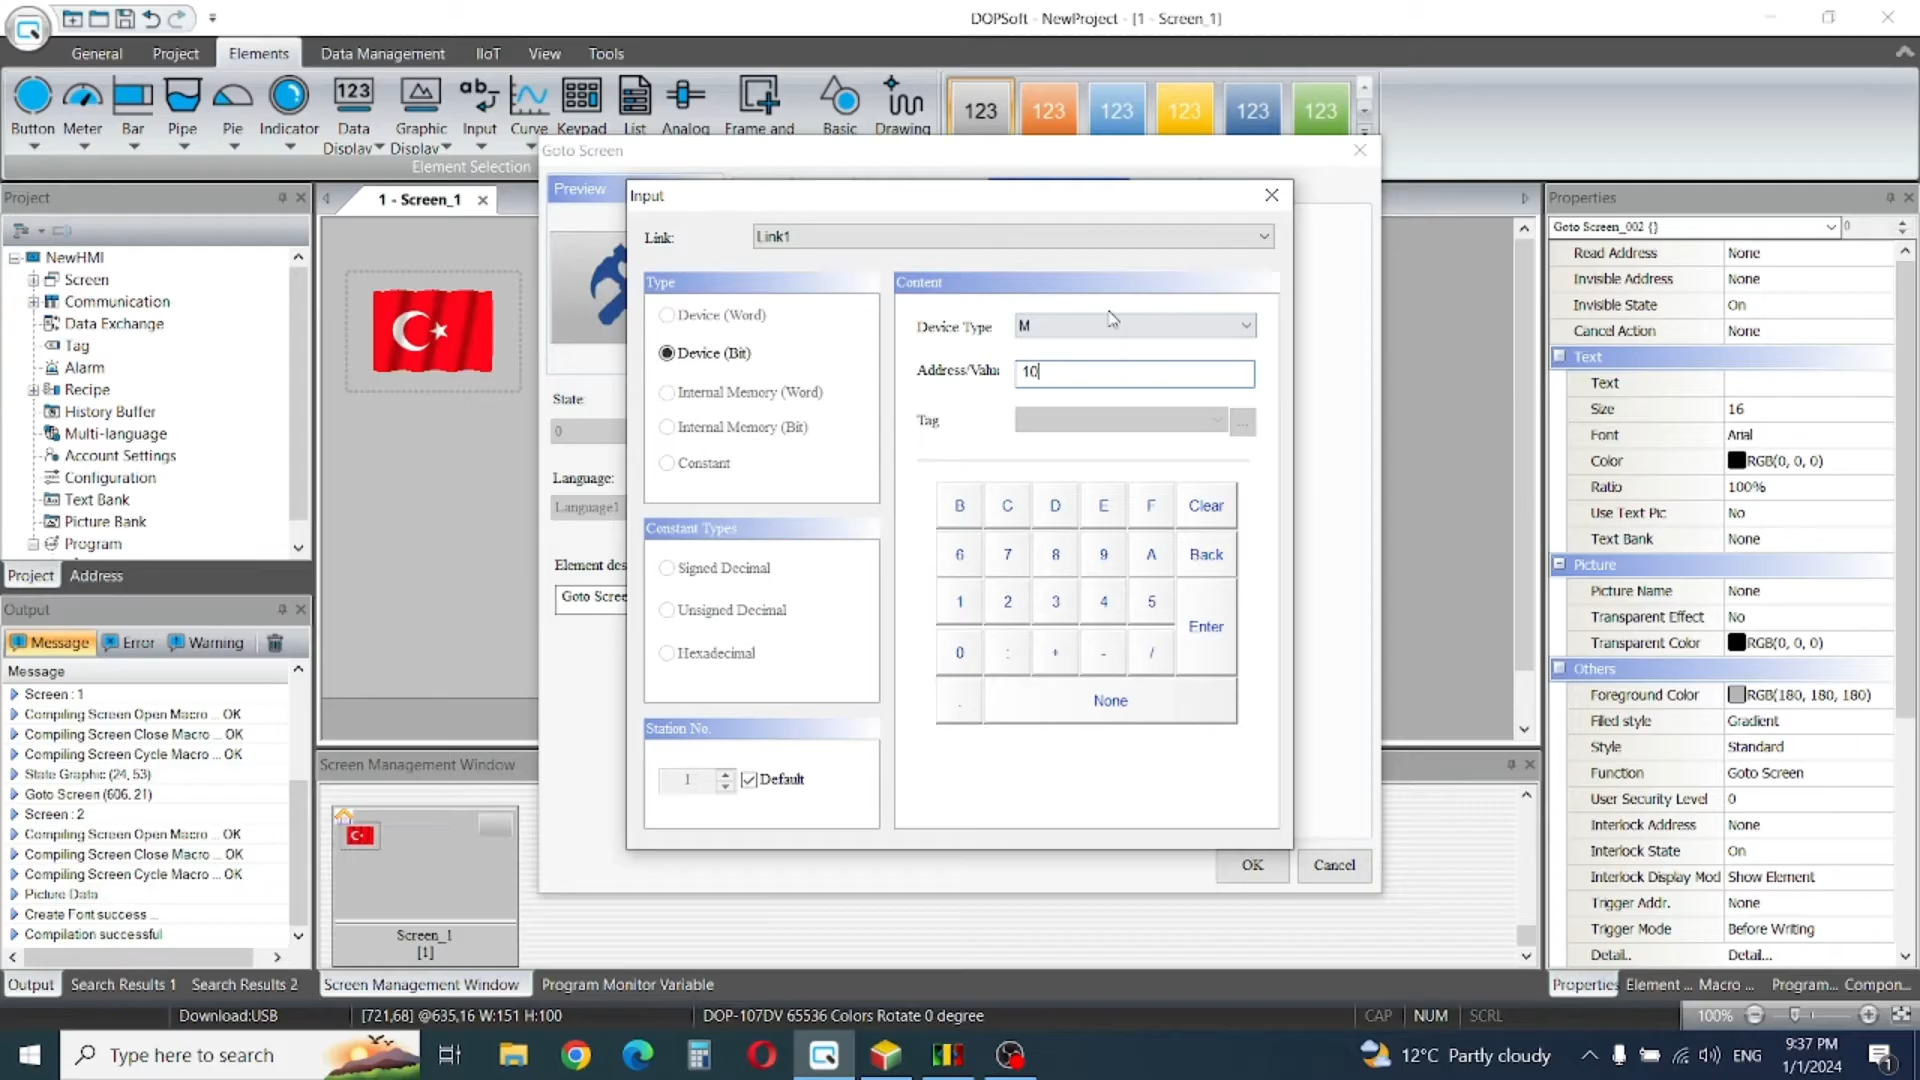 DOPSoft - NewProject - [1 - Screen_1]
General Project Elements Data Management IIoT View Tools
Button Meter Bar Pipe Pie Indicator Data Display Graphic Display Input Curve Keypad List Analog Frame and Basic Drawing
123 123 123 123 123 123
Element Selection
Goto Screen
Project
1 - Screen_1
Preview
Input
Properties
Link: Link1
Goto Screen_002 {} 0
NewHMI
Screen
Communication
Data Exchange
Tag
Alarm
Recipe
History Buffer
Multi-language
Account Settings
Configuration
Text Bank
Picture Bank
Program
Project Address
Type
Device (Word)
Device (Bit)
Internal Memory (Word)
Internal Memory (Bit)
Constant
Constant Types
Signed Decimal
Unsigned Decimal
Hexadecimal
Station No.
1 Default
Content
Device Type M
Address/Valu 10
Tag ...
B C D E F Clear
6 7 8 9 A Back
1 2 3 4 5
Enter
0 : + - /
. None
State:
0
Language:
Language1
Element des
Goto Scree
OK Cancel
Read Address None
Invisible Address None
Invisible State On
Cancel Action None
Text
Text
Size 16
Font Arial
Color RGB(0, 0, 0)
Ratio 100%
Use Text Pic No
Text Bank None
Picture
Picture Name None
Transparent Effect No
Transparent Color RGB(0, 0, 0)
Others
Foreground Color RGB(180, 180, 180)
Filed style Gradient
Style Standard
Function Goto Screen
User Security Level 0
Interlock Address None
Interlock State On
Interlock Display Mod Show Element
Trigger Addr. None
Trigger Mode Before Writing
Detail.. Detail...
Output
Message Error Warning
Message
Screen : 1
Compiling Screen Open Macro ... OK
Compiling Screen Close Macro ... OK
Compiling Screen Cycle Macro ... OK
State Graphic (24, 53)
Goto Screen (606, 21)
Screen : 2
Compiling Screen Open Macro ... OK
Compiling Screen Close Macro ... OK
Compiling Screen Cycle Macro ... OK
Picture Data
Create Font success ...
Compilation successful
Screen Management Window
Screen_1
[1]
Output Search Results 1 Search Results 2 Screen Management Window Program Monitor Variable
Properties Element ... Macro ... Program... Compon...
Download:USB [721,68] @635,16 W:151 H:100 DOP-107DV 65536 Colors Rotate 0 degree CAP NUM SCRL 100%
Type here to search
12°C Partly cloudy ENG
9:37 PM
1/1/2024
1